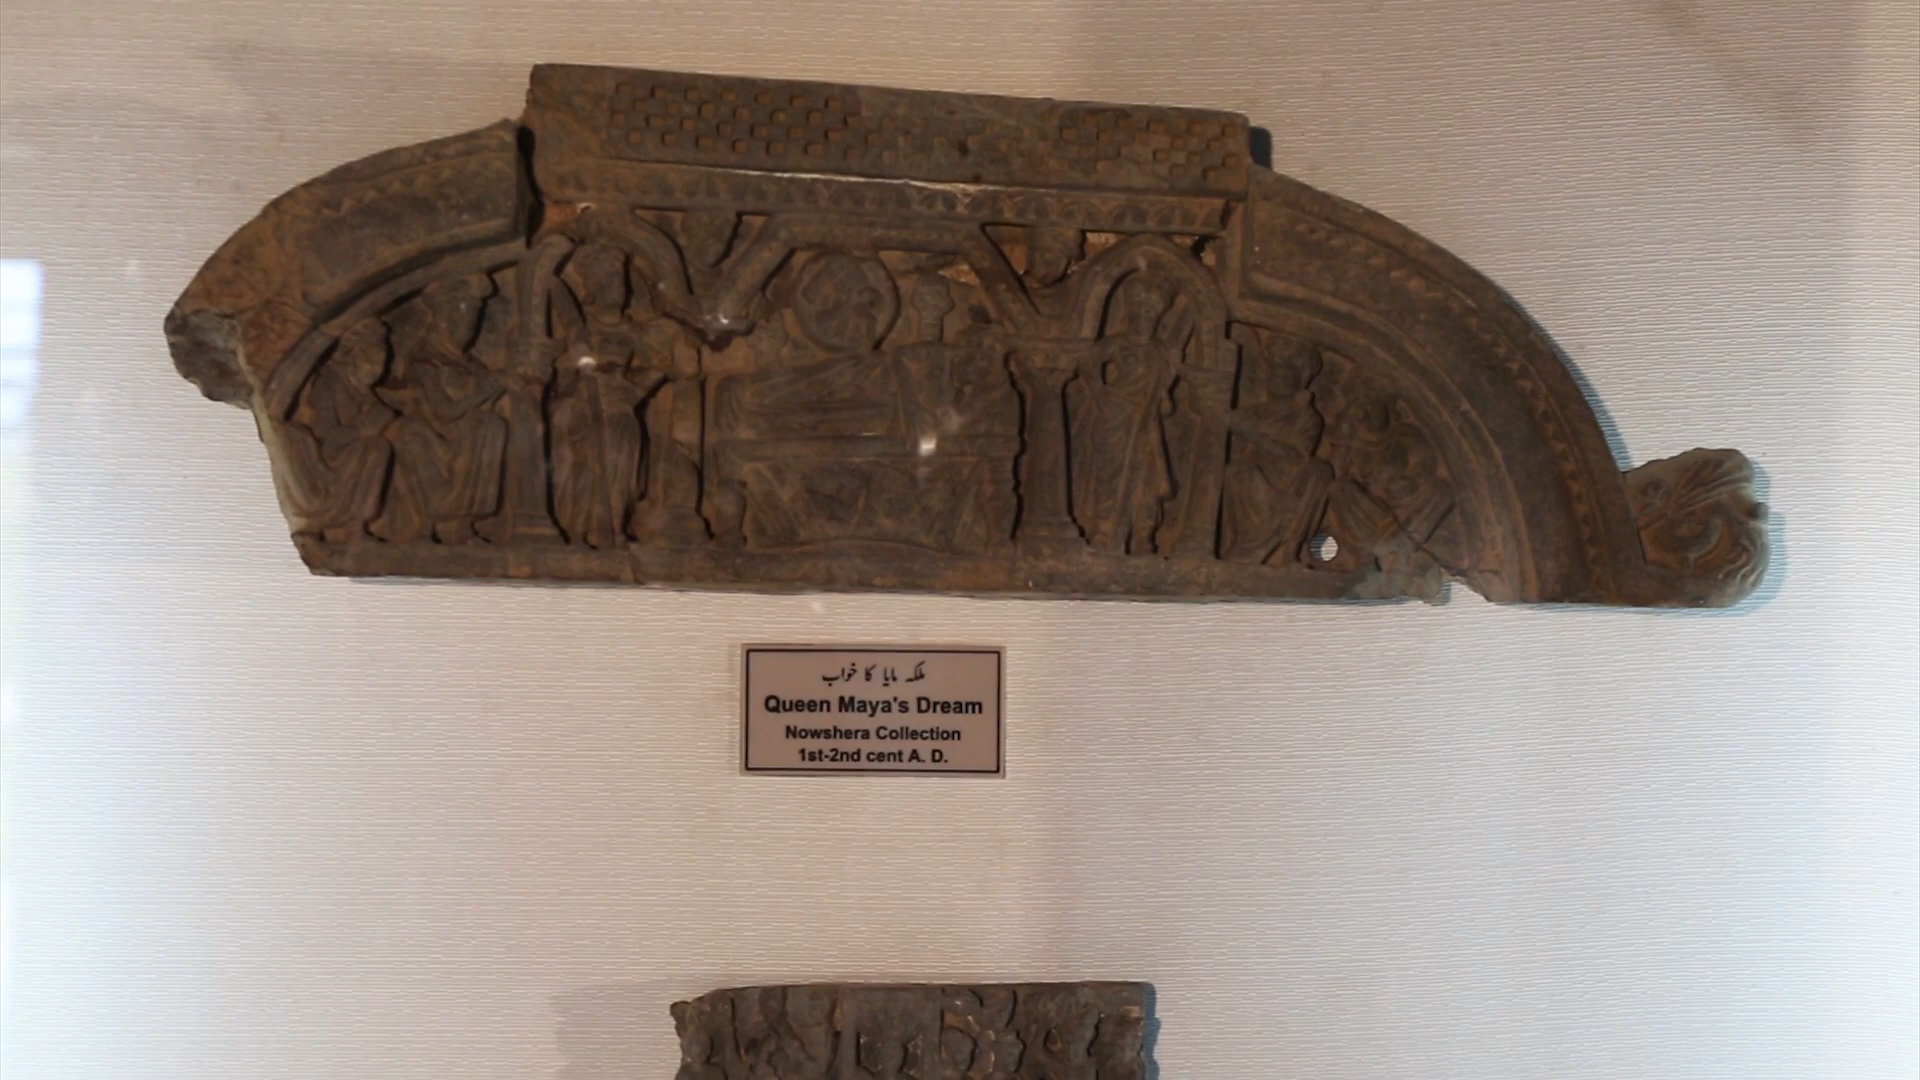 ملکہ مایا کا خواب
Queen Maya's Dream
Nowshera Collection
1st-2nd cent A. D.